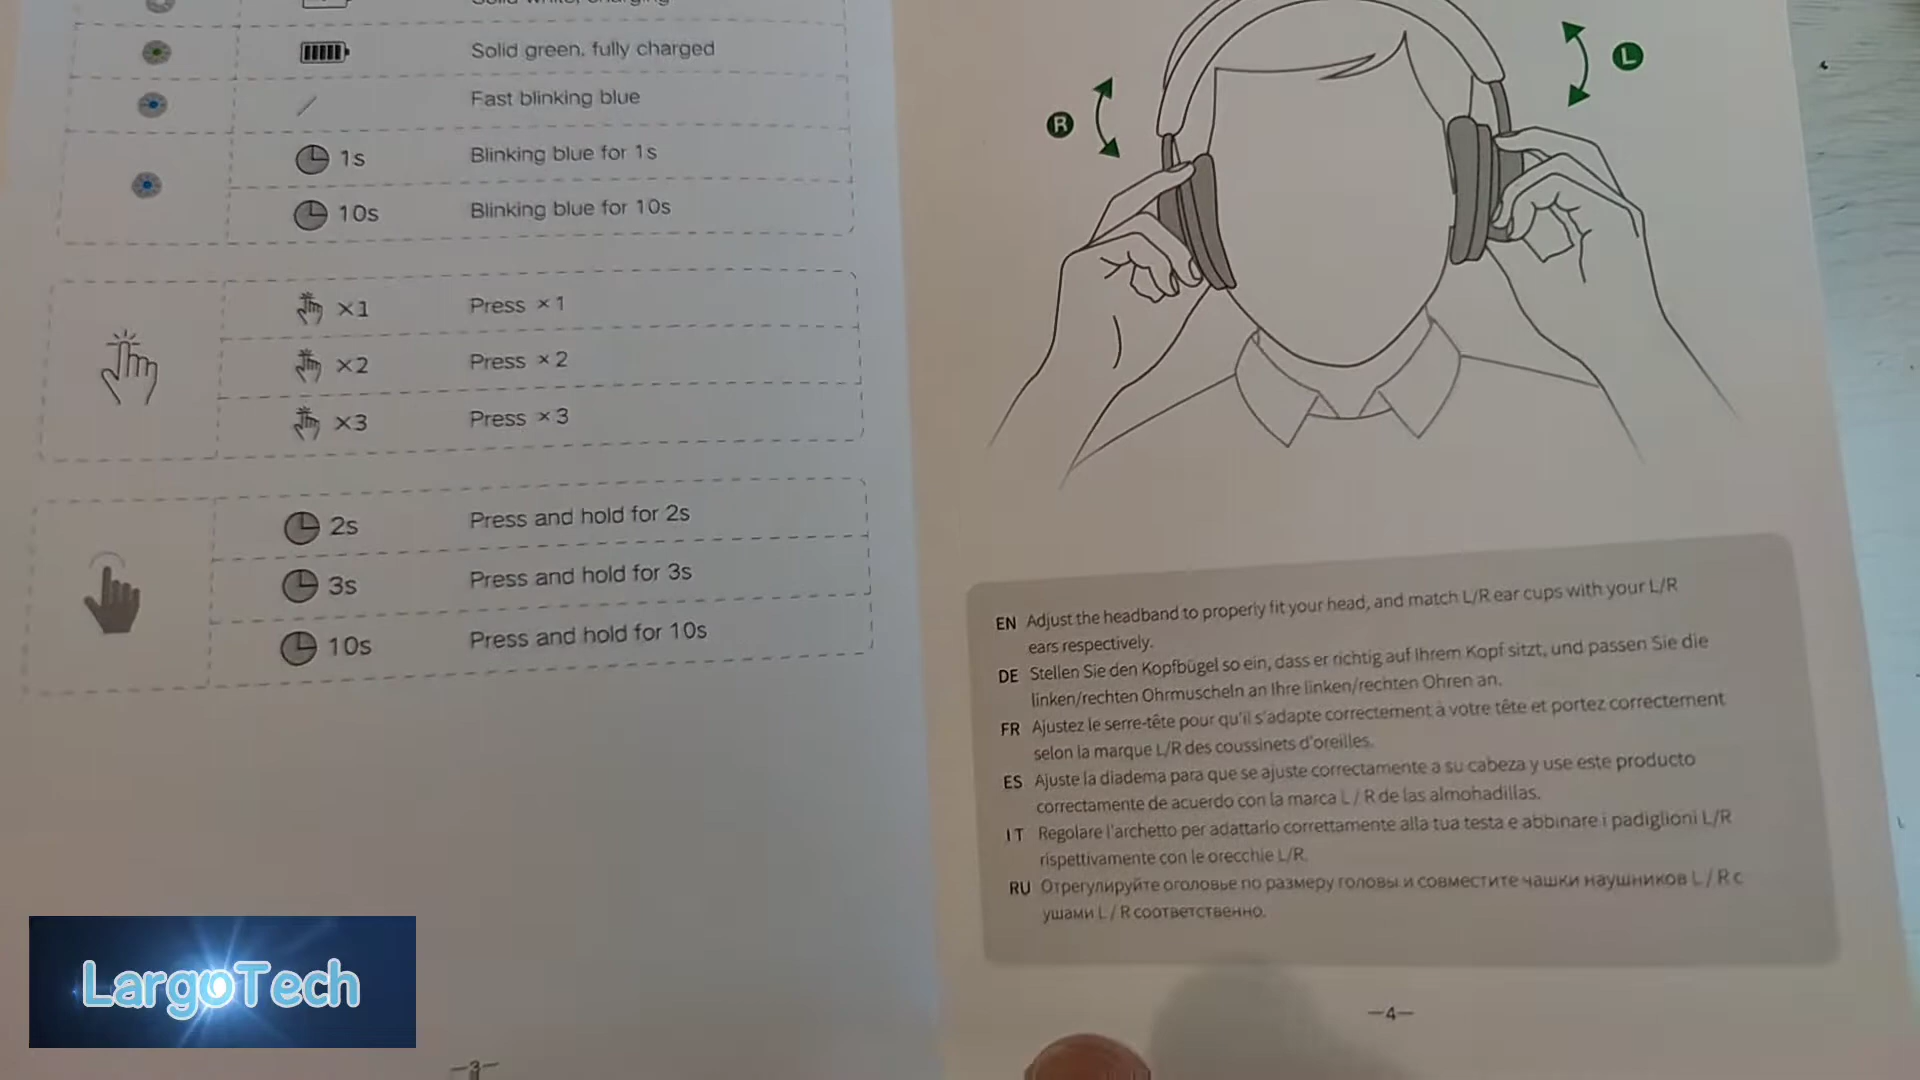 Solid white, charging
Solid green, fully charged
Fast blinking blue
1s Blinking blue for 1s
10s Blinking blue for 10s
×1 Press ×1
×2 Press ×2
×3 Press ×3
2s Press and hold for 2s
3s Press and hold for 3s
10s Press and hold for 10s
—3—
R
L
EN Adjust the headband to properly fit your head, and match L/R ear cups with your L/R
ears respectively.
DE Stellen Sie den Kopfbügel so ein, dass er richtig auf Ihrem Kopf sitzt, und passen Sie die
linken/rechten Ohrmuscheln an Ihre linken/rechten Ohren an.
FR Ajustez le serre-tête pour qu'il s'adapte correctement à votre tête et portez correctement
selon la marque L/R des coussinets d'oreilles.
ES Ajuste la diadema para que se ajuste correctamente a su cabeza y use este producto
correctamente de acuerdo con la marca L / R de las almohadillas.
IT Regolare l'archetto per adattarlo correttamente alla tua testa e abbinare i padiglioni L/R
rispettivamente con le orecchie L/R.
RU Отрегулируйте оголовье по размеру головы и совместите чашки наушников L / R с
ушами L / R соответственно.
—4—
LargoTech